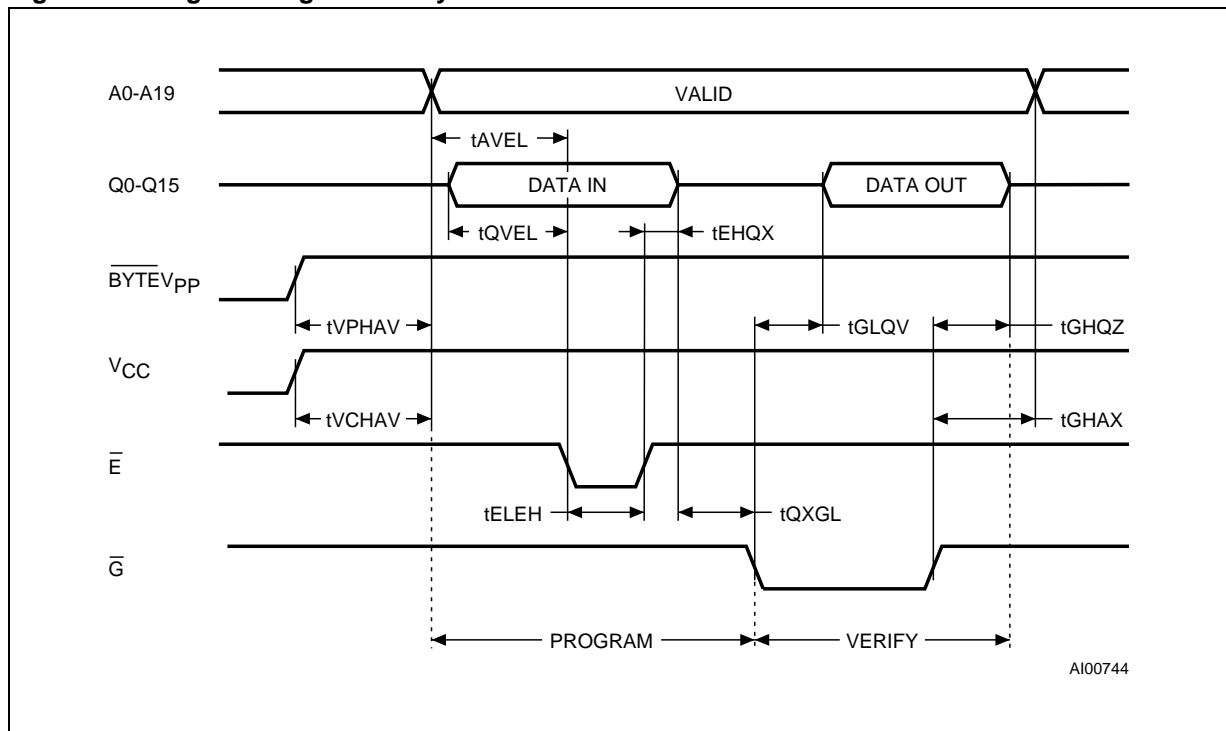 A0-A19
VALID
tAVEL
Q0-Q15
DATA IN
DATA OUT
tQVEL
tEHQX
BYTEVPP
tVPHAV
tGLQV
tGHQZ
VCC
tVCHAV
tGHAX
E
tELEH
tQXGL
G
PROGRAM
VERIFY
AI00744